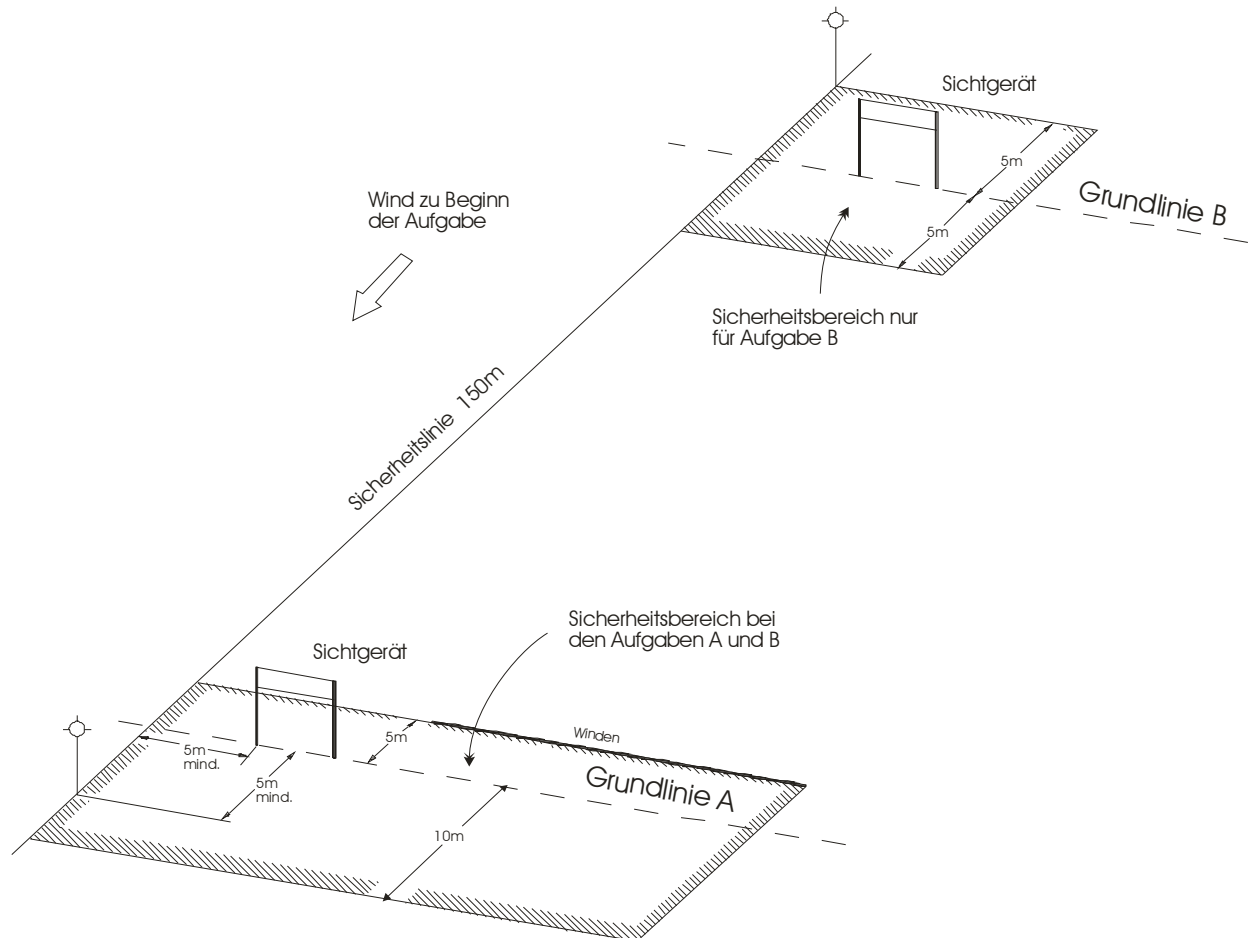 Sichtgerät
5m
Grundlinie B
5m
Wind zu Beginn
der Aufgabe
Sicherheitsbereich nur
für Aufgabe B
Sicherheitslinie 150m
Sicherheitsbereich bei
den Aufgaben A und B
Sichtgerät
Winden
5m
5m
mind.
Grundlinie A
5m
mind.
10m